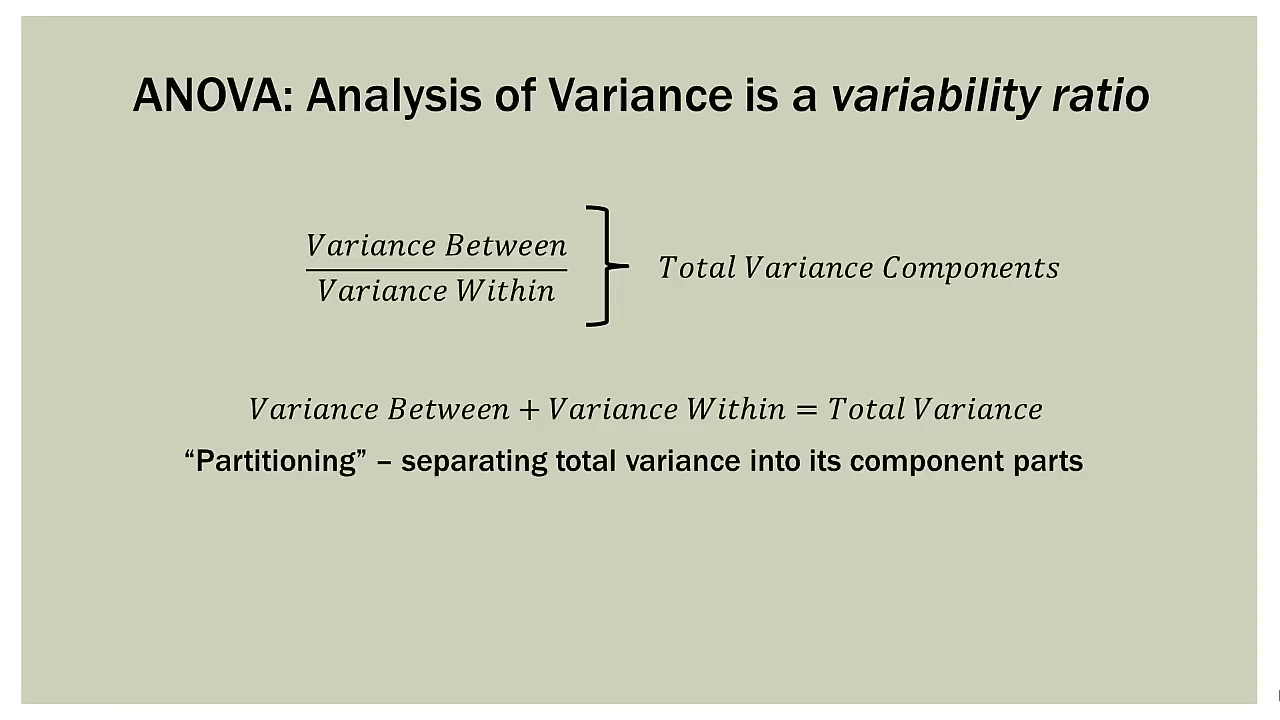 ANOVA: Analysis of Variance is a variability ratio
Variance Between
Variance Within
Total Variance Components
Variance Between + Variance Within = Total Variance
“Partitioning” – separating total variance into its component parts